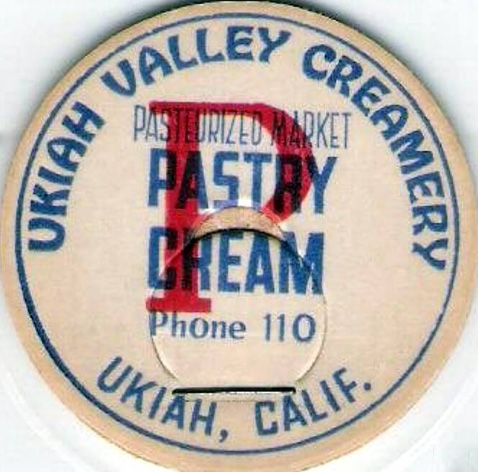 UKIAH VALLEY CREAMERY
P
PASTEURIZED MARKET
PASTRY
CREAM
Phone 110
UKIAH, CALIF.